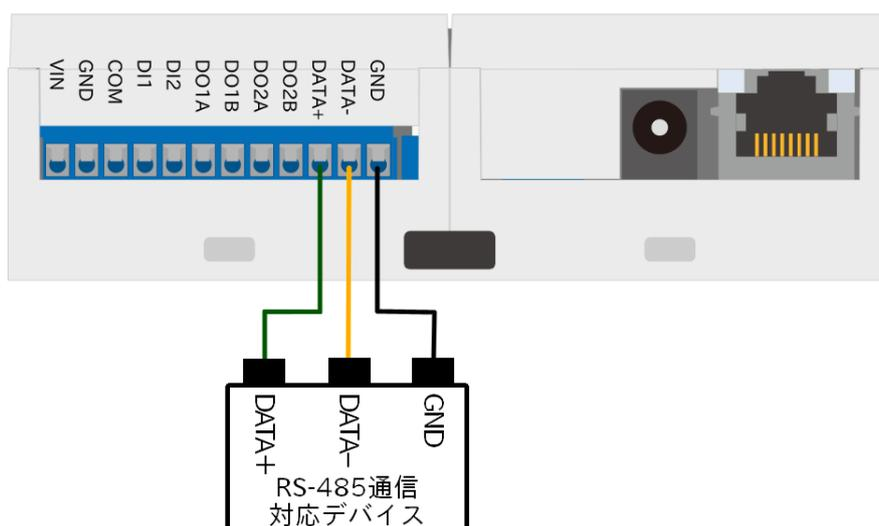 VIN
GND
COM
DI1
DI2
DO1A
DO1B
DO2A
DO2B
DATA+
DATA-
GND
DATA+
DATA-
GND
RS-485通信
対応デバイス